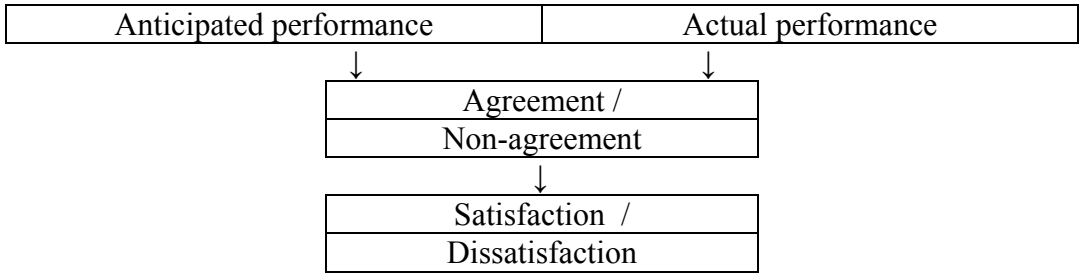 Anticipated performance Actual performance
↓ ↓
Agreement /
Non-agreement
↓
Satisfaction /
Dissatisfaction